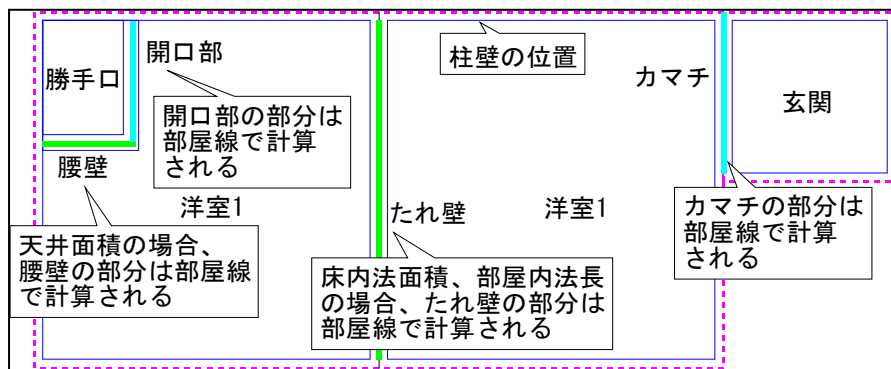 開口部
勝手口
開口部の部分は
部屋線で計算
される
腰壁
洋室1
天井面積の場合、
腰壁の部分は部屋線
で計算される
柱壁の位置
カマチ
玄関
たれ壁
洋室1
床内法面積、部屋内法長
の場合、たれ壁の部分は
部屋線で計算される
カマチの部分は
部屋線で計算
される